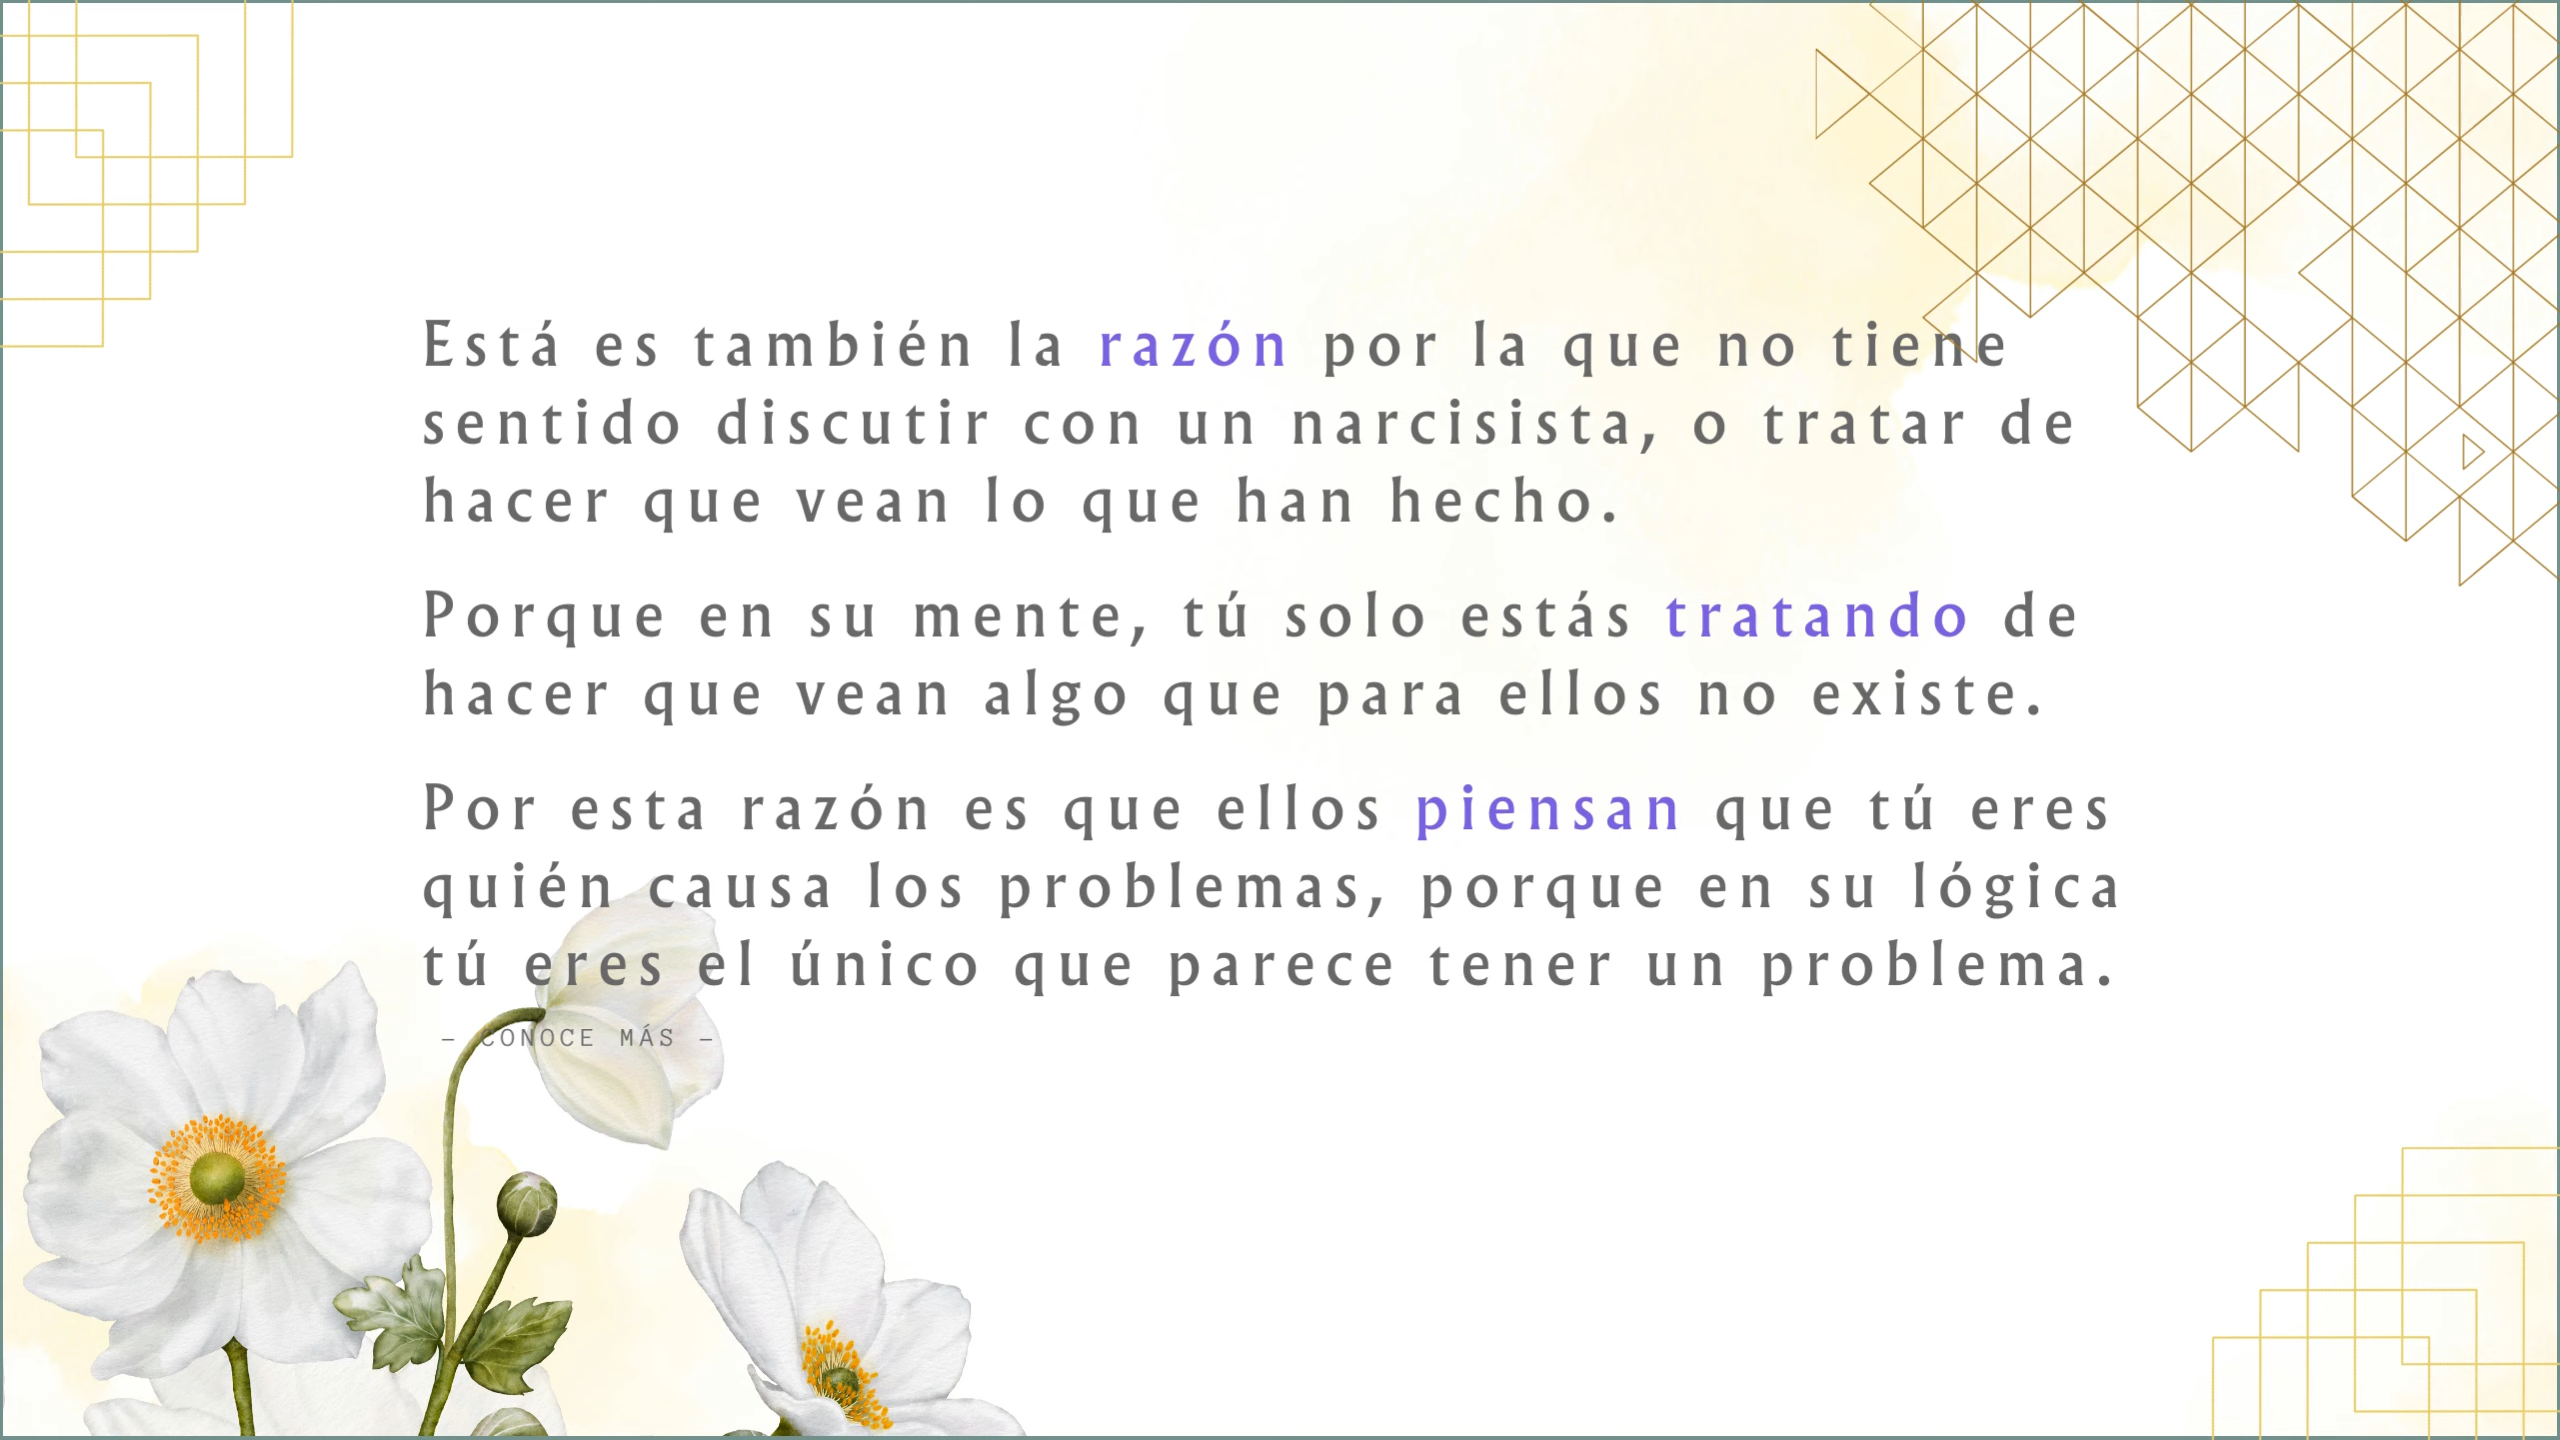 Está es también la razón por la que no tiene
sentido discutir con un narcisista, o tratar de
hacer que vean lo que han hecho.
Porque en su mente, tú solo estás tratando de
hacer que vean algo que para ellos no existe.
Por esta razón es que ellos piensan que tú eres
quién causa los problemas, porque en su lógica
tú eres el único que parece tener un problema.
– CONOCE MÁS –